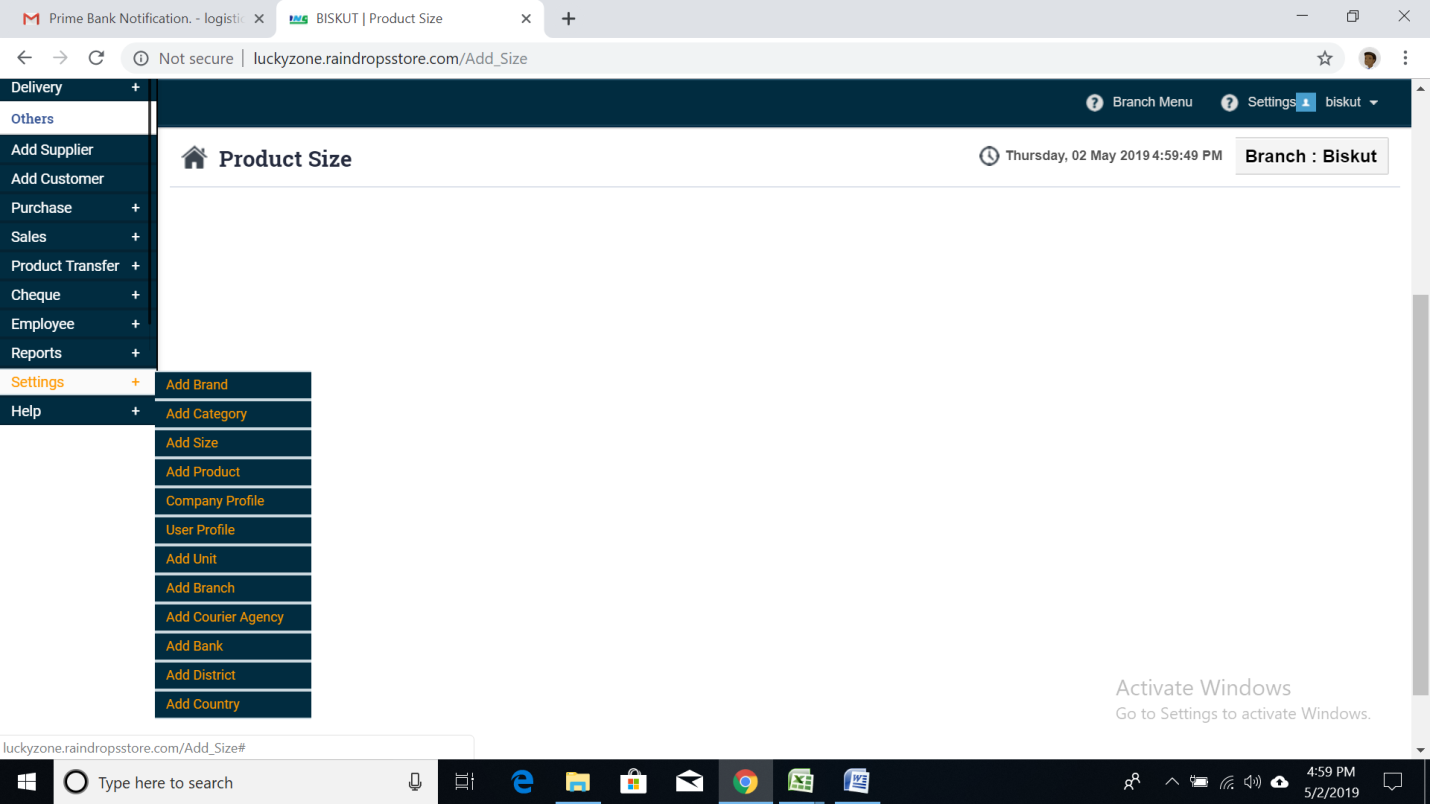 Prime Bank Notification. - logistic
BISKUT | Product Size
Not secure | luckyzone.raindropsstore.com/Add_Size
Branch Menu
Settings
biskut
Delivery +
Others
Add Supplier
Add Customer
Purchase +
Sales +
Product Transfer +
Cheque +
Employee +
Reports +
Settings +
Help +
Product Size
Thursday, 02 May 2019 4:59:49 PM
Branch : Biskut
Add Brand
Add Category
Add Size
Add Product
Company Profile
User Profile
Add Unit
Add Branch
Add Courier Agency
Add Bank
Add District
Add Country
Activate Windows
Go to Settings to activate Windows.
luckyzone.raindropsstore.com/Add_Size#
Type here to search
4:59 PM
5/2/2019